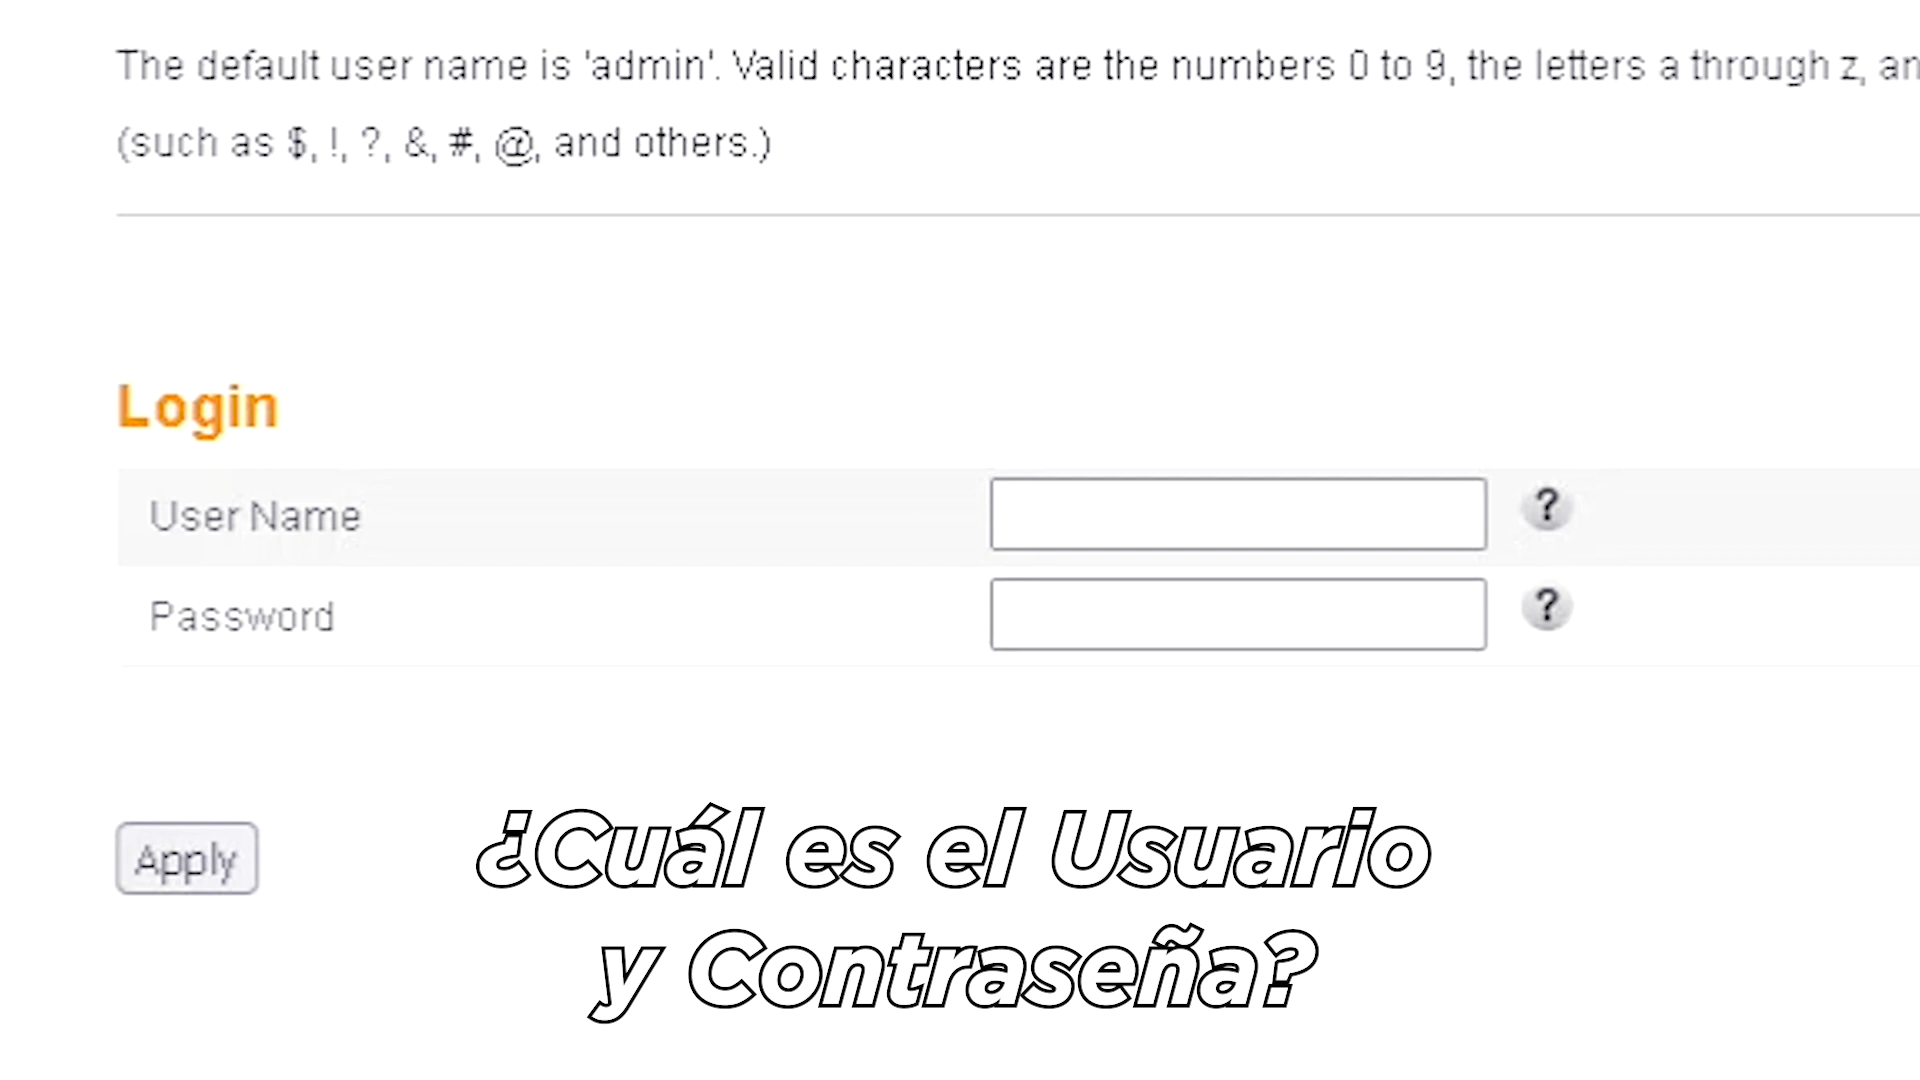 The default user name is 'admin'. Valid characters are the numbers 0 to 9, the letters a through z, an
(such as $, !, ?, &, #, @, and others.)
Login
User Name ?
Password ?
Apply
¿Cuál es el Usuario
y Contraseña?